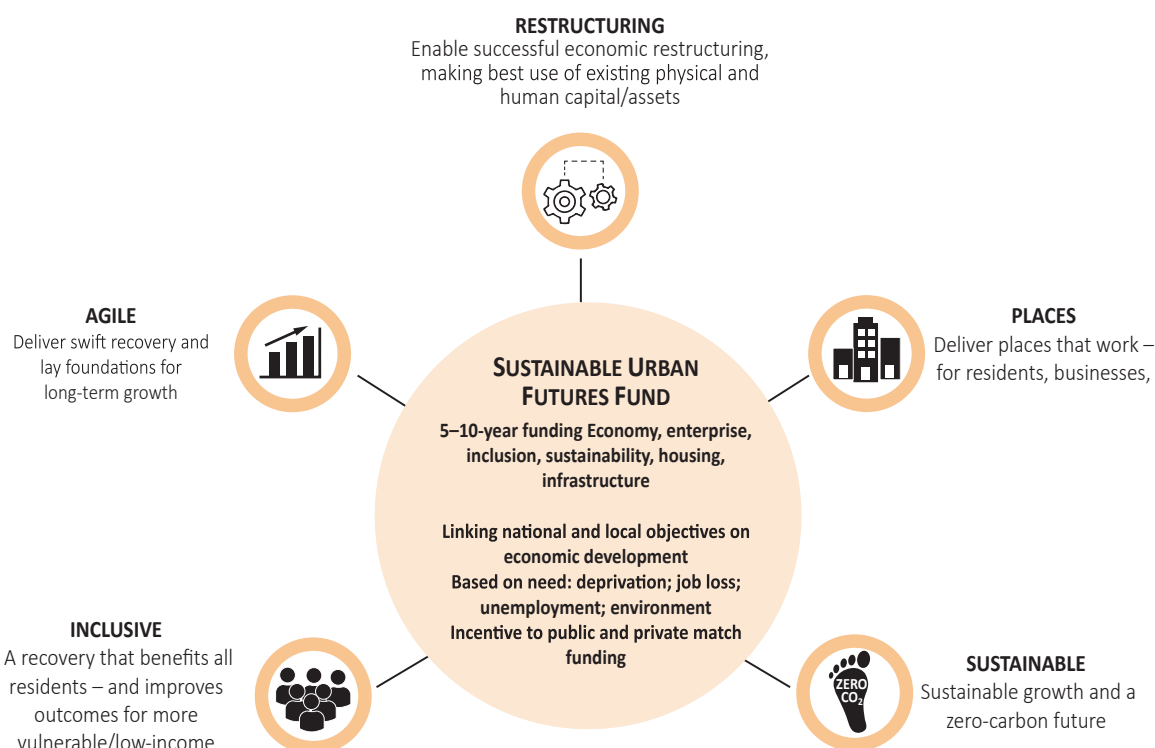 RESTRUCTURING
Enable successful economic restructuring,
making best use of existing physical and
human capital/assets
AGILE
Deliver swift recovery and
lay foundations for
long-term growth
PLACES
Deliver places that work –
for residents, businesses,
SUSTAINABLE URBAN
FUTURES FUND
5–10-year funding Economy, enterprise,
inclusion, sustainability, housing,
infrastructure
Linking national and local objectives on
economic development
Based on need: deprivation; job loss;
unemployment; environment
Incentive to public and private match
funding
INCLUSIVE
A recovery that benefits all
residents – and improves
outcomes for more
vulnerable/low-income
ZERO
CO₂
SUSTAINABLE
Sustainable growth and a
zero-carbon future